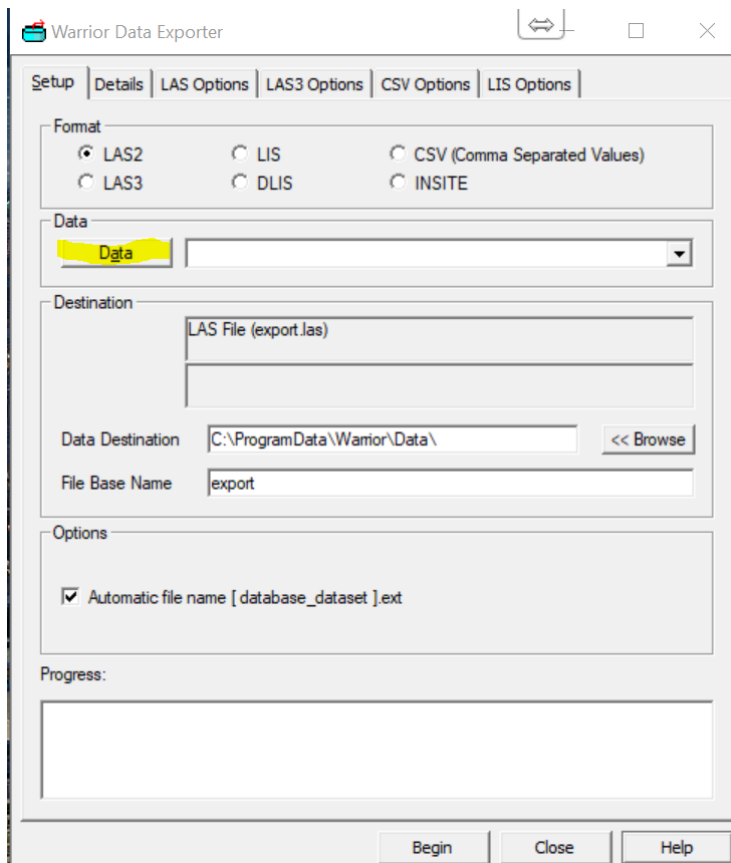 Warrior Data Exporter
Setup Details LAS Options LAS3 Options CSV Options LIS Options
Format
LAS2 LIS CSV (Comma Separated Values)
LAS3 DLIS INSITE
Data
Data
Destination
LAS File (export.las)
Data Destination C:\ProgramData\Warrior\Data\ << Browse
File Base Name export
Options
Automatic file name [ database_dataset ].ext
Progress:
Begin Close Help